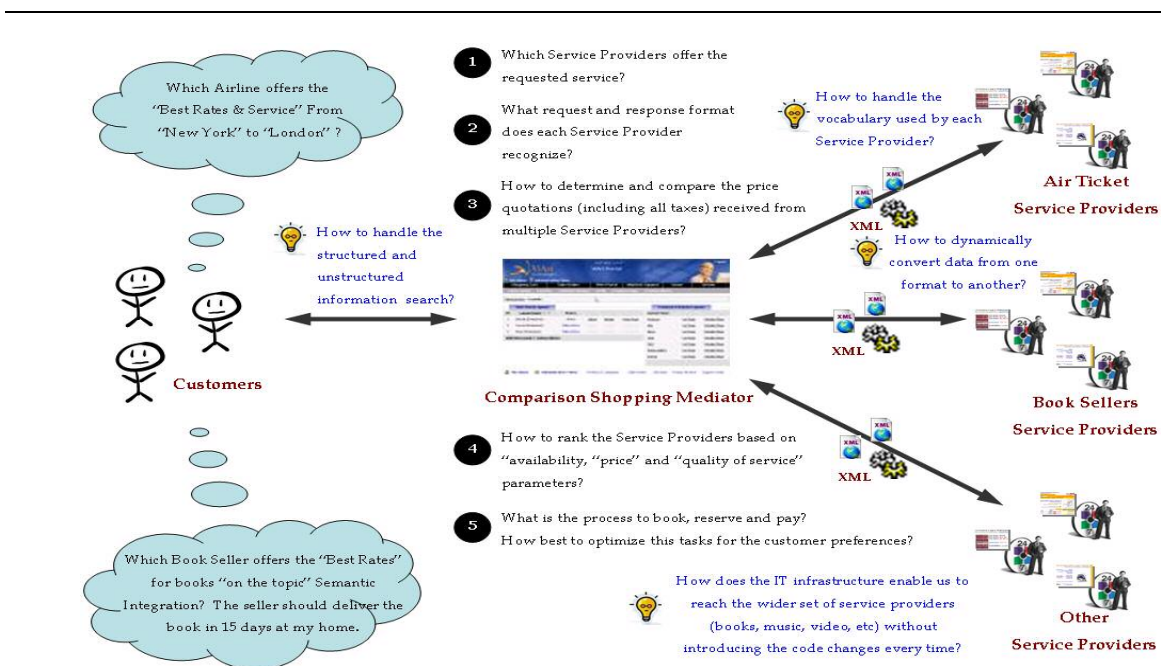 Which Airline offers the
“Best Rates & Service” From
“New York” to “London” ?
1
Which Service Providers offer the
requested service?
2
What request and response format
does each Service Provider
recognize?
3
How to determine and compare the price
quotations (including all taxes) received from
multiple Service Providers?
How to handle the
vocabulary used by each
Service Provider?
Air Ticket
Service Providers
XML
How to handle the
structured and
unstructured
information search?
How to dynamically
convert data from one
format to another?
XML
Customers
Comparison Shopping Mediator
Book Sellers
Service Providers
4
How to rank the Service Providers based on
“availability, “price” and “quality of service”
parameters?
XML
5
What is the process to book, reserve and pay?
How best to optimize this tasks for the customer preferences?
Which Book Seller offers the “Best Rates”
for books “on the topic” Semantic
Integration? The seller should deliver the
book in 15 days at my home.
How does the IT infrastructure enable us to
reach the wider set of service providers
(books, music, video, etc) without
introducing the code changes every time?
Other
Service Providers